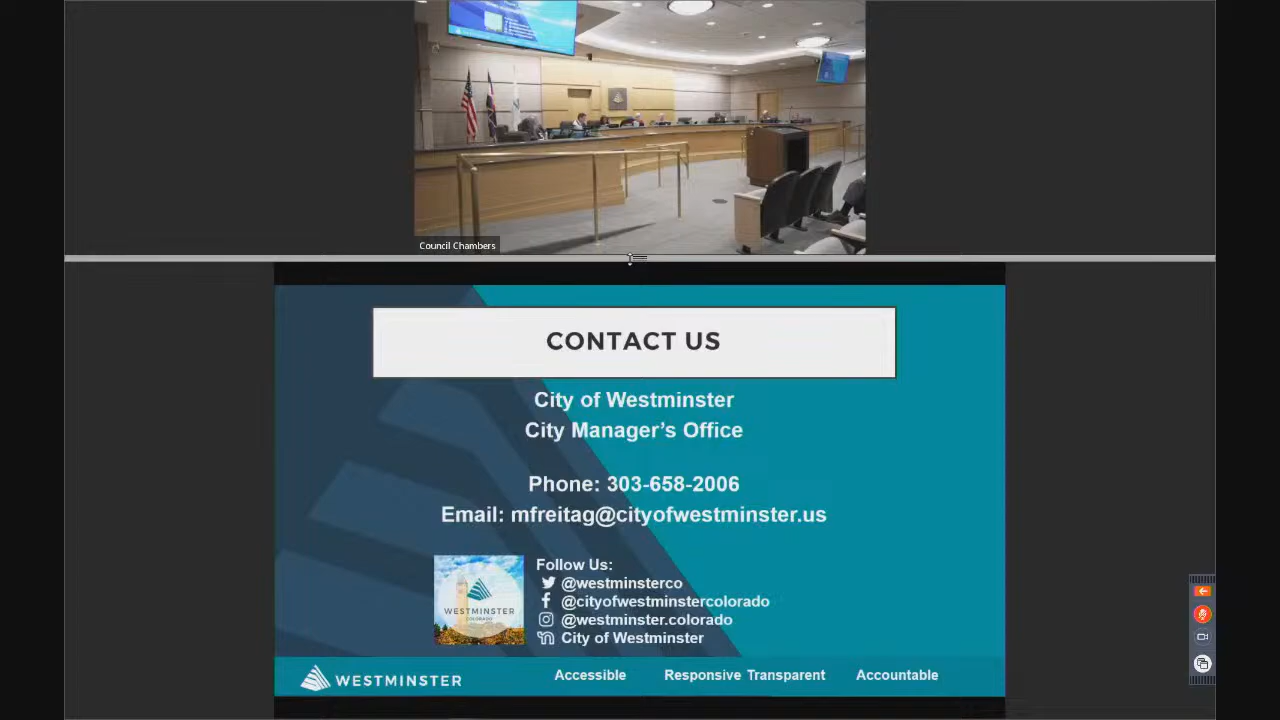 Council Chambers
CONTACT US
City of Westminster
City Manager's Office
Phone: 303-658-2006
Email: mfreitag@cityofwestminster.us
WESTMINSTER
COLORADO
Follow Us:
@westminsterco
@cityofwestminstercolorado
@westminster.colorado
City of Westminster
WESTMINSTER
Accessible Responsive Transparent Accountable